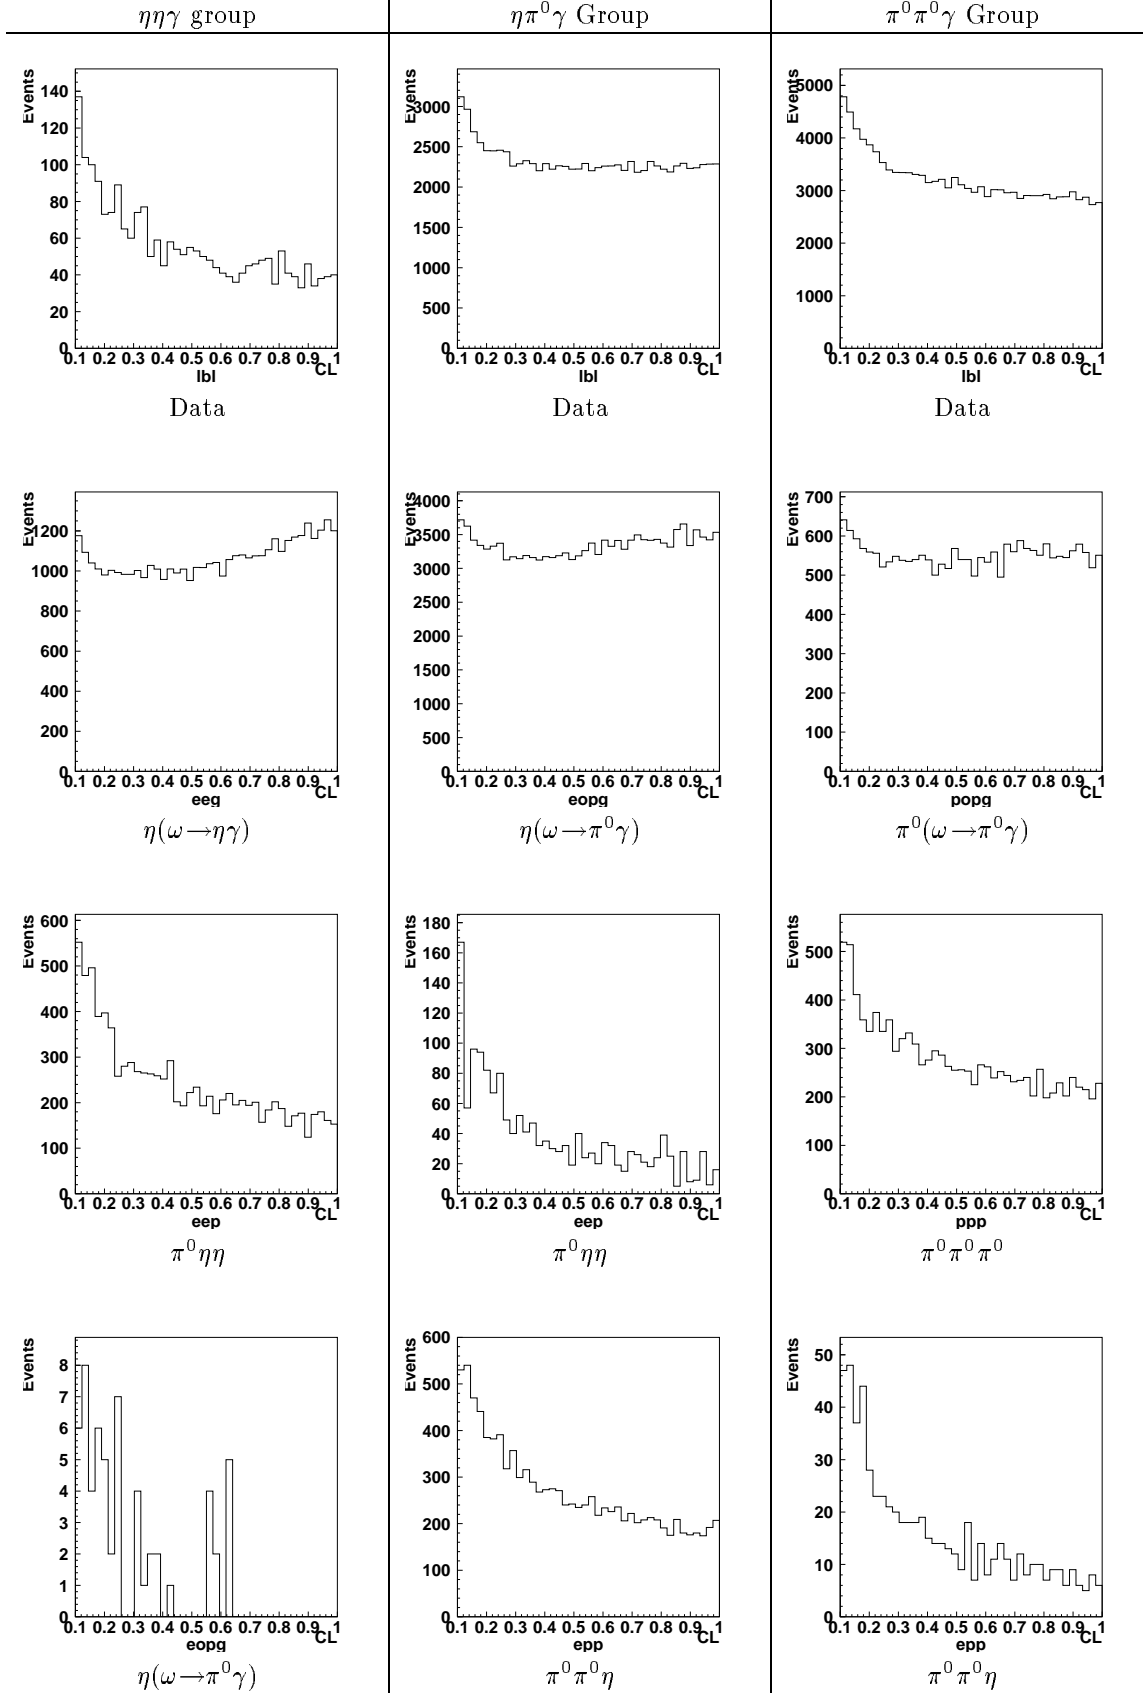 ηηγ group ηπ⁰γ Group π⁰π⁰γ Group
Events Events Events
140 3000 5000
120 2500 4000
100 2000 3000
80 1500 2000
60 1000 1000
40 500 0
20 0
0
0.1 0.2 0.3 0.4 0.5 0.6 0.7 0.8 0.9 1 0.1 0.2 0.3 0.4 0.5 0.6 0.7 0.8 0.9 1 0.1 0.2 0.3 0.4 0.5 0.6 0.7 0.8 0.9 1
lbl CL lbl CL lbl CL
Data Data Data
Events Events Events
1200 4000 700
1000 3500 600
800 3000 500
600 2500 400
400 2000 300
200 1500 200
0 1000 100
500 0
0
0.1 0.2 0.3 0.4 0.5 0.6 0.7 0.8 0.9 1 0.1 0.2 0.3 0.4 0.5 0.6 0.7 0.8 0.9 1 0.1 0.2 0.3 0.4 0.5 0.6 0.7 0.8 0.9 1
eeg CL eopg CL popg CL
η(ω→ηγ) η(ω→π⁰γ) π⁰(ω→π⁰γ)
Events Events Events
600 180 500
500 160 400
400 140 300
300 120 200
200 100 100
100 80 0
0 60
40
20
0
0.1 0.2 0.3 0.4 0.5 0.6 0.7 0.8 0.9 1 0.1 0.2 0.3 0.4 0.5 0.6 0.7 0.8 0.9 1 0.1 0.2 0.3 0.4 0.5 0.6 0.7 0.8 0.9 1
eep CL eep CL ppp CL
π⁰ηη π⁰ηη π⁰π⁰π⁰
Events Events Events
8 600 50
7 500 40
6 400 30
5 300 20
4 200 10
3 100 0
2 0
1
0
0.1 0.2 0.3 0.4 0.5 0.6 0.7 0.8 0.9 1 0.1 0.2 0.3 0.4 0.5 0.6 0.7 0.8 0.9 1 0.1 0.2 0.3 0.4 0.5 0.6 0.7 0.8 0.9 1
eopg CL epp CL epp CL
η(ω→π⁰γ) π⁰π⁰η π⁰π⁰η